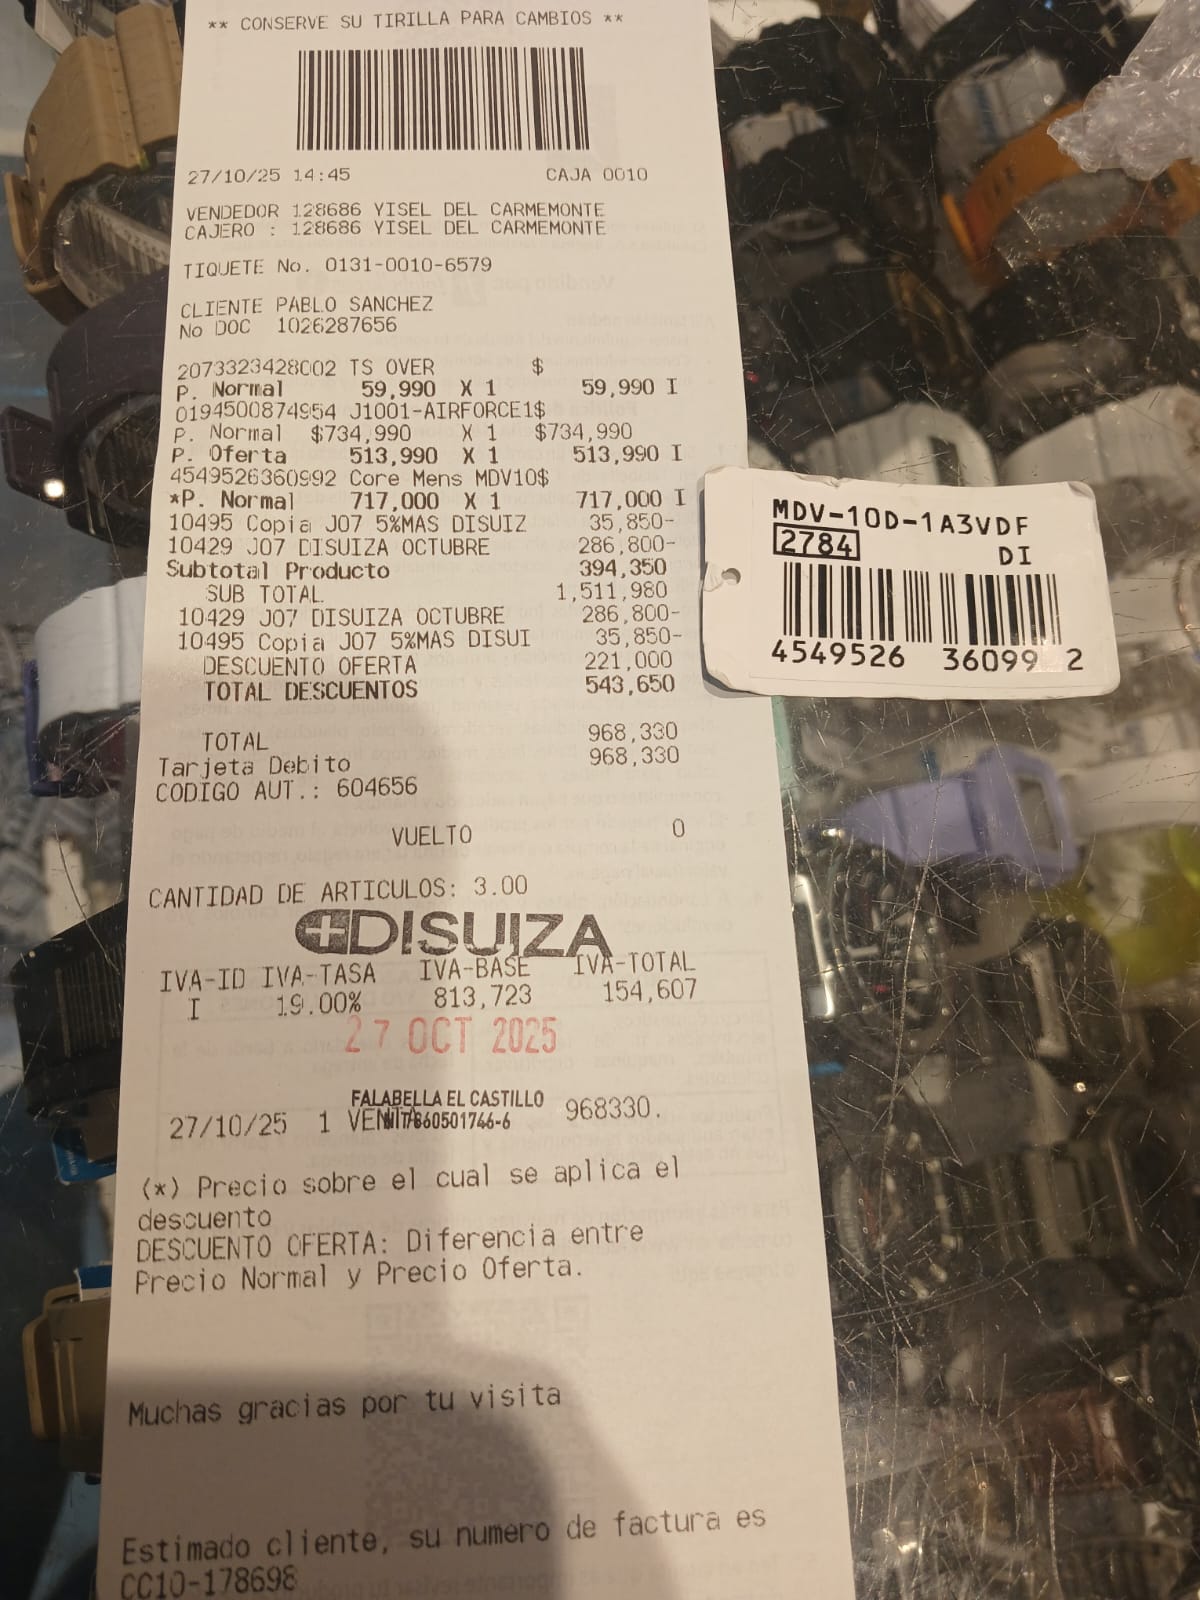 ** CONSERVE SU TIRILLA PARA CAMBIOS **
27/10/25 14:45 CAJA 0010
VENDEDOR 128686 YISEL DEL CARMEMONTE
CAJERO : 128686 YISEL DEL CARMEMONTE
TIQUETE No. 0131-0010-6579
CLIENTE PABLO SANCHEZ
No DOC 1026287656
2073323428002 TS OVER $
P. Normal 59,990 X 1 59,990 I
0194500874954 J1001-AIRFORCE1$
P. Normal $734,990 X 1 $734,990
P. Oferta 513,990 X 1 513,990 I
4549526360992 Core Mens MDV10$
*P. Normal 717,000 X 1 717,000 I
10495 Copia J07 5%MAS DISUIZ 35,850-
10429 J07 DISUIZA OCTUBRE 286,800-
Subtotal Producto 394,350
SUB TOTAL 1,511,980
10429 J07 DISUIZA OCTUBRE 286,800-
10495 Copia J07 5%MAS DISUI 35,850-
DESCUENTO OFERTA 221,000
TOTAL DESCUENTOS 543,650
TOTAL 968,330
Tarjeta Debito 968,330
CODIGO AUT.: 604656
VUELTO 0
CANTIDAD DE ARTICULOS: 3.00
DISUIZA
IVA-ID IVA-TASA IVA-BASE IVA-TOTAL
I 19.00% 813,723 154,607
27 OCT 2025
FALABELLA EL CASTILLO
27/10/25 1 VENTA 968330.
NIT 860501746-6
(*) Precio sobre el cual se aplica el
descuento
DESCUENTO OFERTA: Diferencia entre
Precio Normal y Precio Oferta.
Muchas gracias por tu visita
Estimado cliente, su numero de factura es
CC10-178698
MDV-10D-1A3VDF
2784 DI
4549526 36099 2